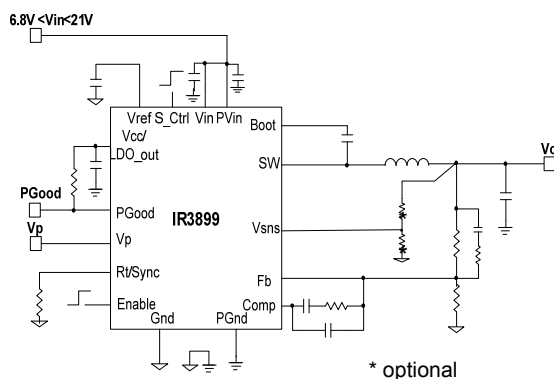 6.8V <Vin<21V
Vref S_Ctrl Vin PVin
Vcc/
LDO_out
Boot
SW
Vo
PGood
PGood
IR3899
Vsns
Vp
Vp
Rt/Sync
Fb
Enable
Comp
Gnd PGnd
* optional